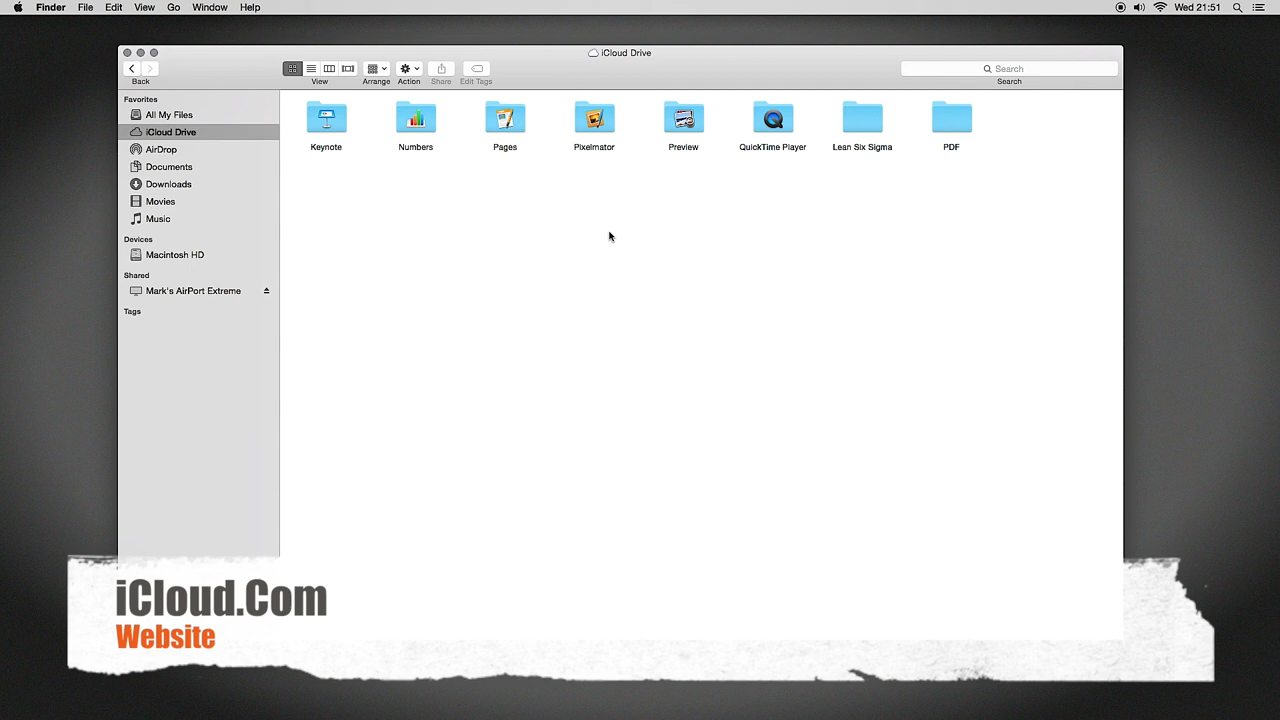 Finder File Edit View Go Window Help Wed 21:51
iCloud Drive
Search
Back View Arrange Action Share Edit Tags Search
Favorites
All My Files
iCloud Drive
AirDrop
Documents
Downloads
Movies
Music
Devices
Macintosh HD
Shared
Mark's AirPort Extreme
Tags
Keynote Numbers Pages Pixelmator Preview QuickTime Player Lean Six Sigma PDF
iCloud.Com
Website